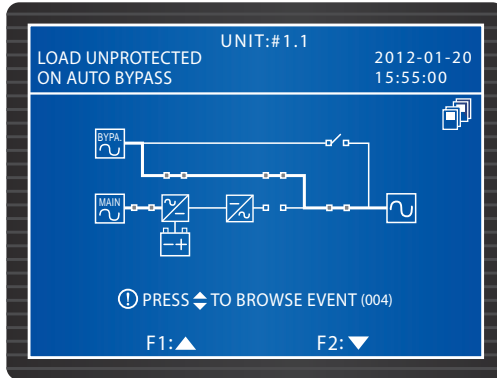 UNIT:#1.1
LOAD UNPROTECTED
ON AUTO BYPASS
2012-01-20
15:55:00
BYPA.
MAIN
PRESS TO BROWSE EVENT (004)
F1:
F2: